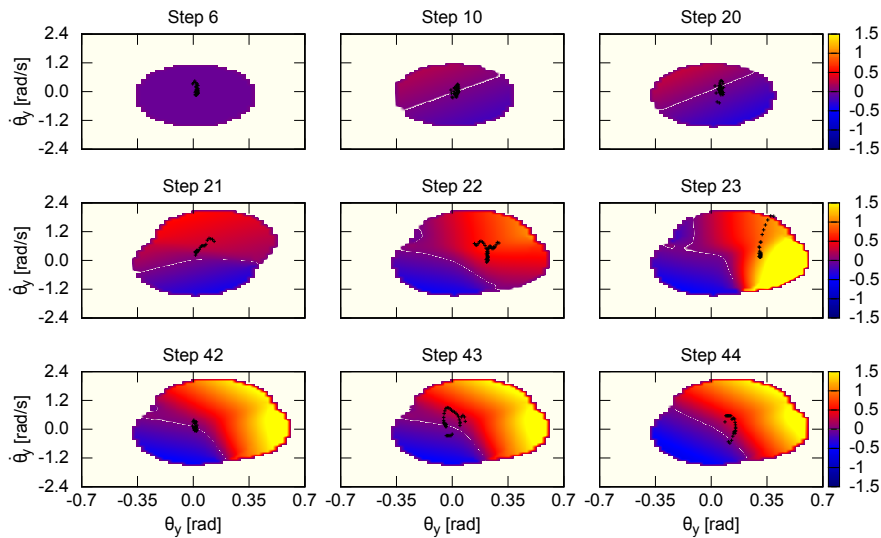 Step 6 Step 10 Step 20
2.4 1.5
1.2 1
0.5
0.0 0
-0.5
-1.2 -1
-2.4 -1.5
θ̇y [rad/s]
Step 21 Step 22 Step 23
2.4 1.5
1.2 1
0.5
0.0 0
-0.5
-1.2 -1
-2.4 -1.5
θ̇y [rad/s]
Step 42 Step 43 Step 44
2.4 1.5
1.2 1
0.5
0.0 0
-0.5
-1.2 -1
-2.4 -1.5
θ̇y [rad/s]
-0.7 -0.35 0.0 0.35 0.7 -0.35 0.0 0.35 0.7 -0.35 0.0 0.35 0.7
θy [rad] θy [rad] θy [rad]